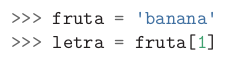 >>> fruta = 'banana'
>>> letra = fruta[1]